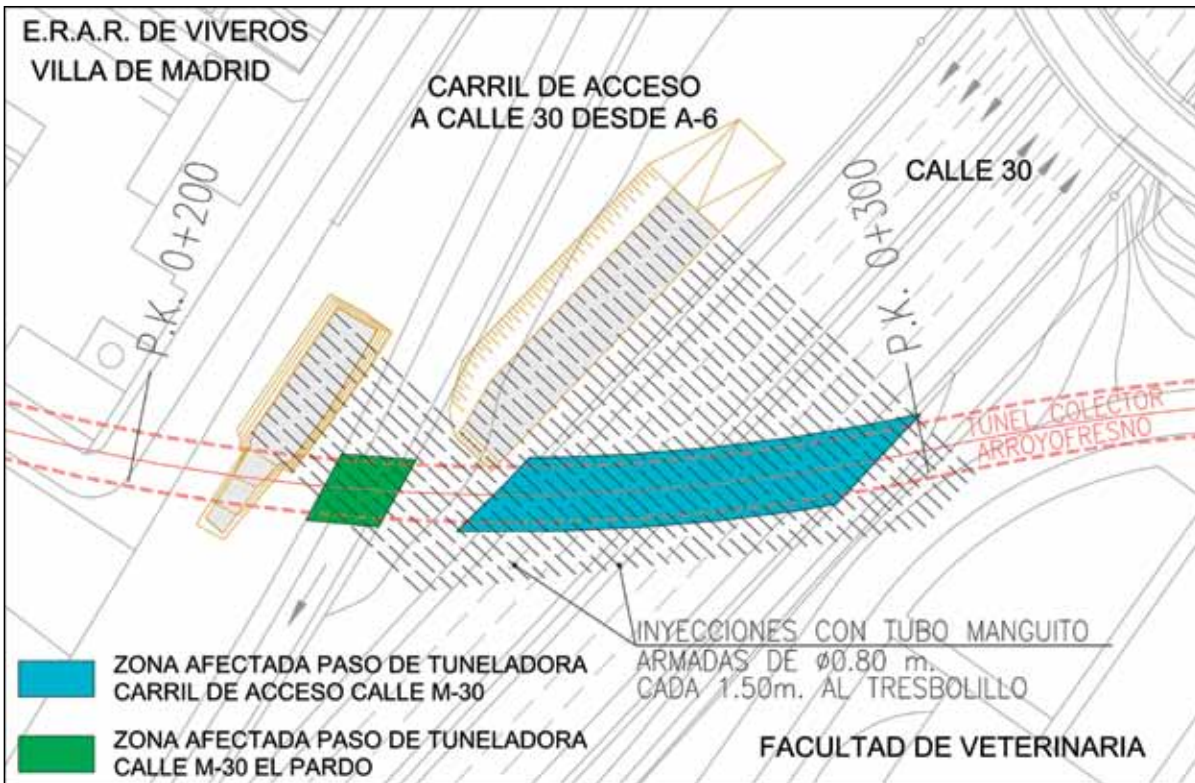 E.R.A.R. DE VIVEROS
VILLA DE MADRID
CARRIL DE ACCESO
A CALLE 30 DESDE A-6
CALLE 30
P.K. 0+200
P.K. 0+300
TUNEL COLECTOR
ARROYOFRESNO
INYECCIONES CON TUBO MANGUITO
ARMADAS DE ø0.80 m.
CADA 1.50m. AL TRESBOLILLO
ZONA AFECTADA PASO DE TUNELADORA
CARRIL DE ACCESO CALLE M-30
ZONA AFECTADA PASO DE TUNELADORA
CALLE M-30 EL PARDO
FACULTAD DE VETERINARIA